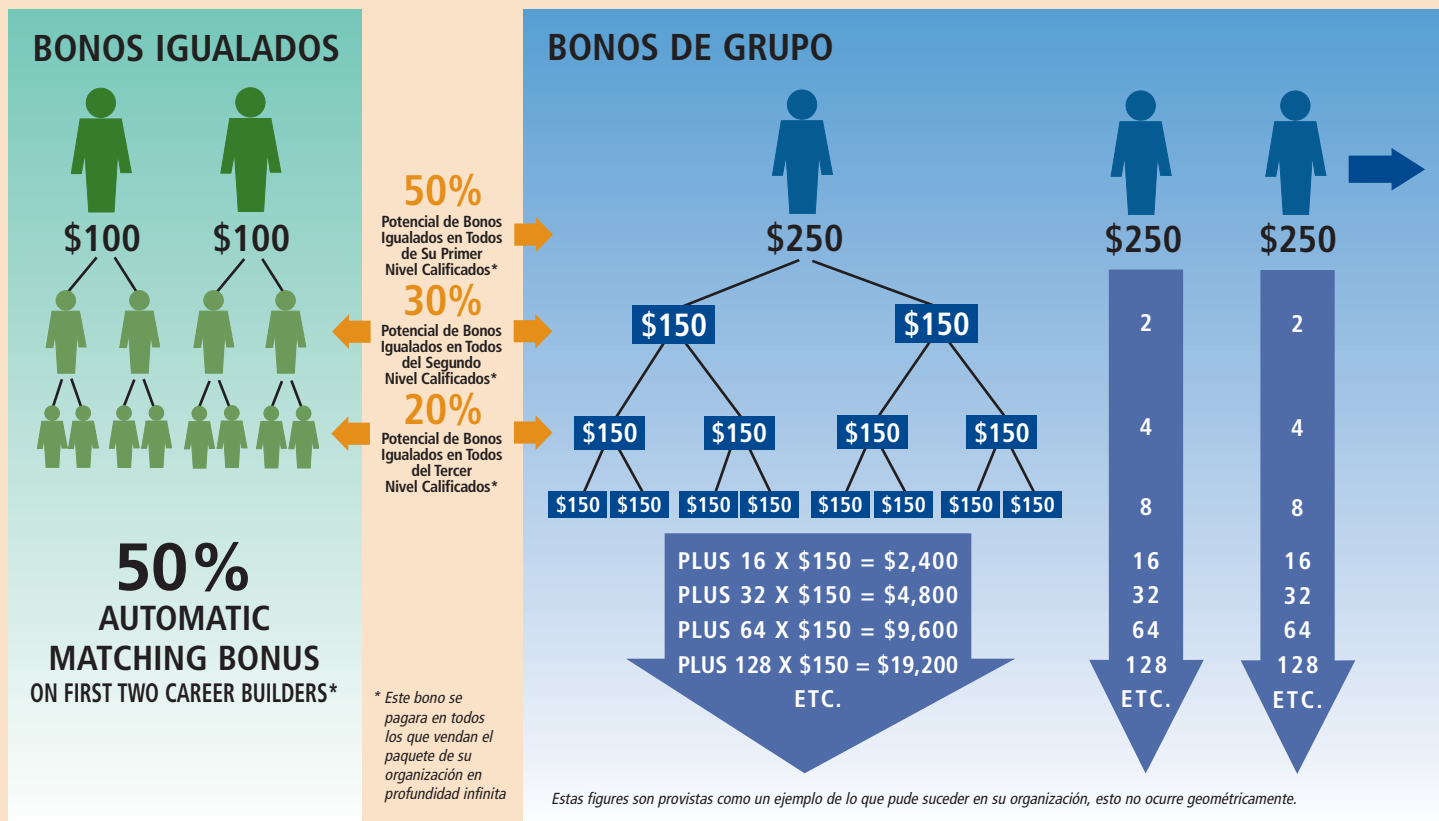 BONOS IGUALADOS
$100 $100
50%
AUTOMATIC
MATCHING BONUS
ON FIRST TWO CAREER BUILDERS*
50%
Potencial de Bonos
Igualados en Todos
de Su Primer
Nivel Calificados*
30%
Potencial de Bonos
Igualados en Todos
del Segundo
Nivel Calificados*
20%
Potencial de Bonos
Igualados en Todos
del Tercer
Nivel Calificados*
* Este bono se
pagara en todos
los que vendan el
paquete de su
organización en
profundidad infinita
BONOS DE GRUPO
$250
$150 $150
$150 $150 $150 $150
$150 $150 $150 $150 $150 $150 $150 $150
PLUS 16 X $150 = $2,400
PLUS 32 X $150 = $4,800
PLUS 64 X $150 = $9,600
PLUS 128 X $150 = $19,200
ETC.
$250
2
4
8
16
32
64
128
ETC.
$250
2
4
8
16
32
64
128
ETC.
Estas figures son provistas como un ejemplo de lo que pude suceder en su organización, esto no ocurre geométricamente.